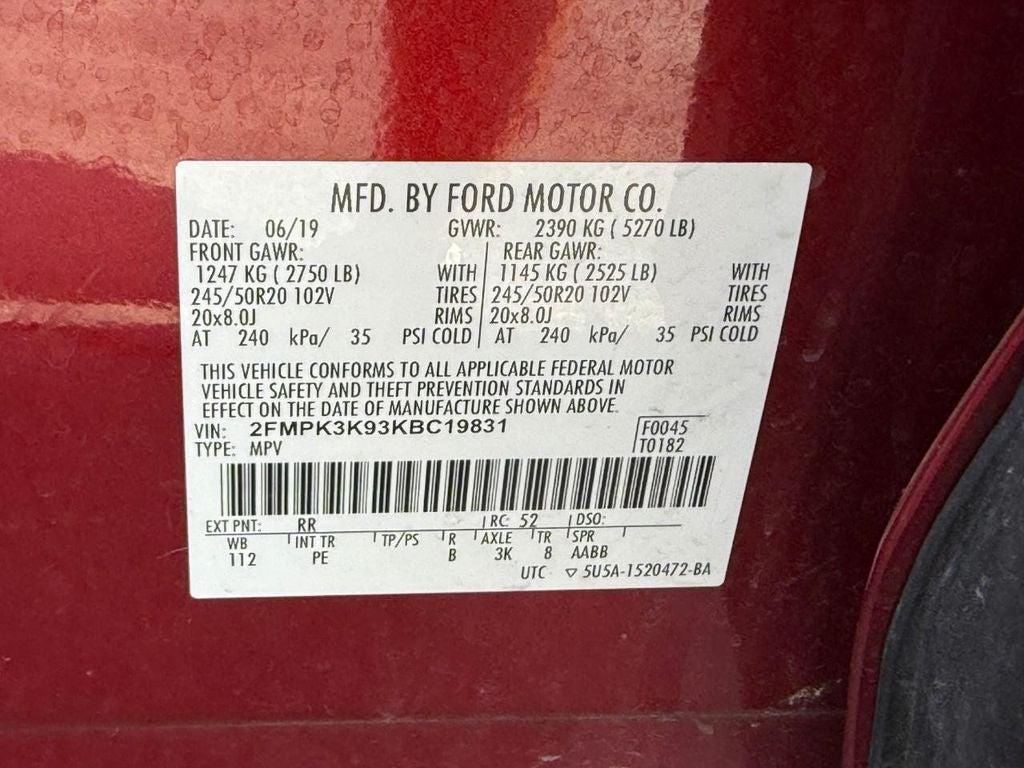 MFD. BY FORD MOTOR CO.
DATE: 06/19 GVWR: 2390 KG ( 5270 LB)
FRONT GAWR: REAR GAWR:
1247 KG ( 2750 LB) WITH 1145 KG ( 2525 LB) WITH
245/50R20 102V TIRES 245/50R20 102V TIRES
20x8.0J RIMS 20x8.0J RIMS
AT 240 kPa/ 35 PSI COLD AT 240 kPa/ 35 PSI COLD
THIS VEHICLE CONFORMS TO ALL APPLICABLE FEDERAL MOTOR
VEHICLE SAFETY AND THEFT PREVENTION STANDARDS IN
EFFECT ON THE DATE OF MANUFACTURE SHOWN ABOVE.
VIN: 2FMPK3K93KBC19831 F0045
TYPE: MPV T0182
EXT PNT: RR RC: 52 DSO:
WB INT TR TP/PS R AXLE TR SPR
112 PE B 3K 8 AABB
UTC ▽ 5U5A-1520472-BA